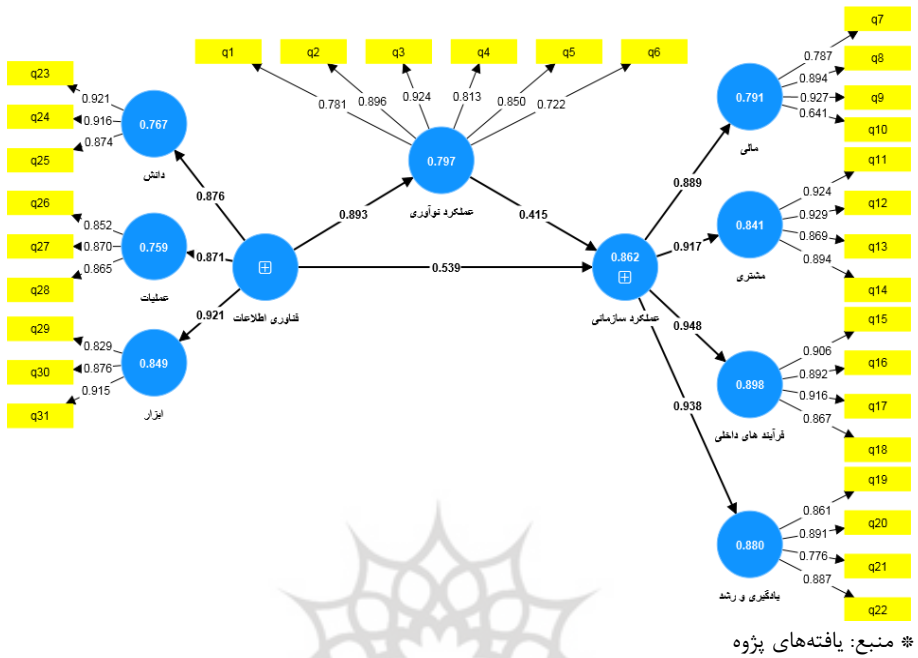 q1 q2 q3 q4 q5 q6
0.781 0.896 0.924 0.813 0.850 0.722
0.797
عملکرد نوآوری
q23
q24
q25
0.921
0.916
0.874
0.767
دانش
q26
q27
q28
0.852
0.870
0.865
0.759
عملیات
q29
q30
q31
0.829
0.876
0.915
0.849
ابزار
0.876
0.871
0.921
فناوری اطلاعات
0.893
0.415
0.539
0.862
عملکرد سازمانی
0.889
0.917
0.948
0.938
0.791
مالی
0.787
0.894
0.927
0.641
q7
q8
q9
q10
0.841
مشتری
0.924
0.929
0.869
0.894
q11
q12
q13
q14
0.898
فرآیند های داخلی
0.906
0.892
0.916
0.867
q15
q16
q17
q18
0.880
یادگیری و رشد
0.861
0.891
0.776
0.887
q19
q20
q21
q22
* منبع: یافته‌های پژوه